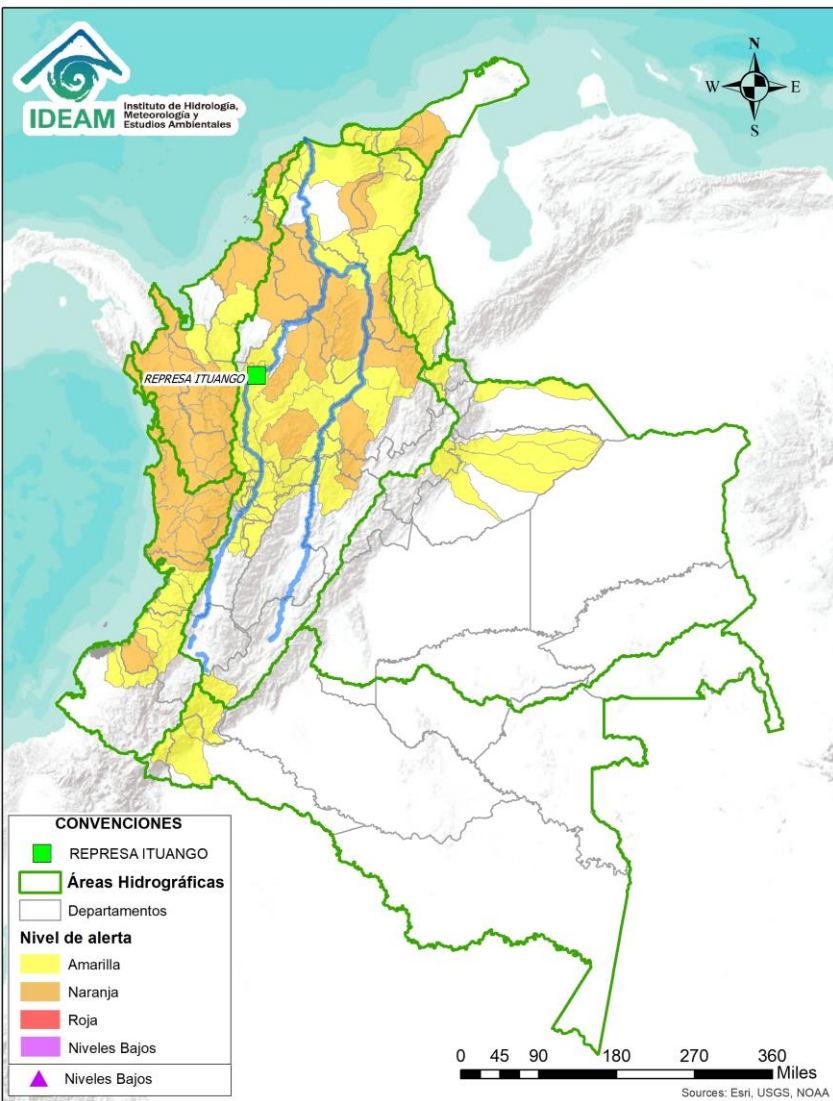 IDEAM
Instituto de Hidrología,
Meteorología y
Estudios Ambientales
N
W
E
S
REPRESA ITUANGO
CONVENCIONES
REPRESA ITUANGO
Áreas Hidrográficas
Departamentos
Nivel de alerta
Amarilla
Naranja
Roja
Niveles Bajos
Niveles Bajos
0 45 90 180 270 360
Miles
Sources: Esri, USGS, NOAA